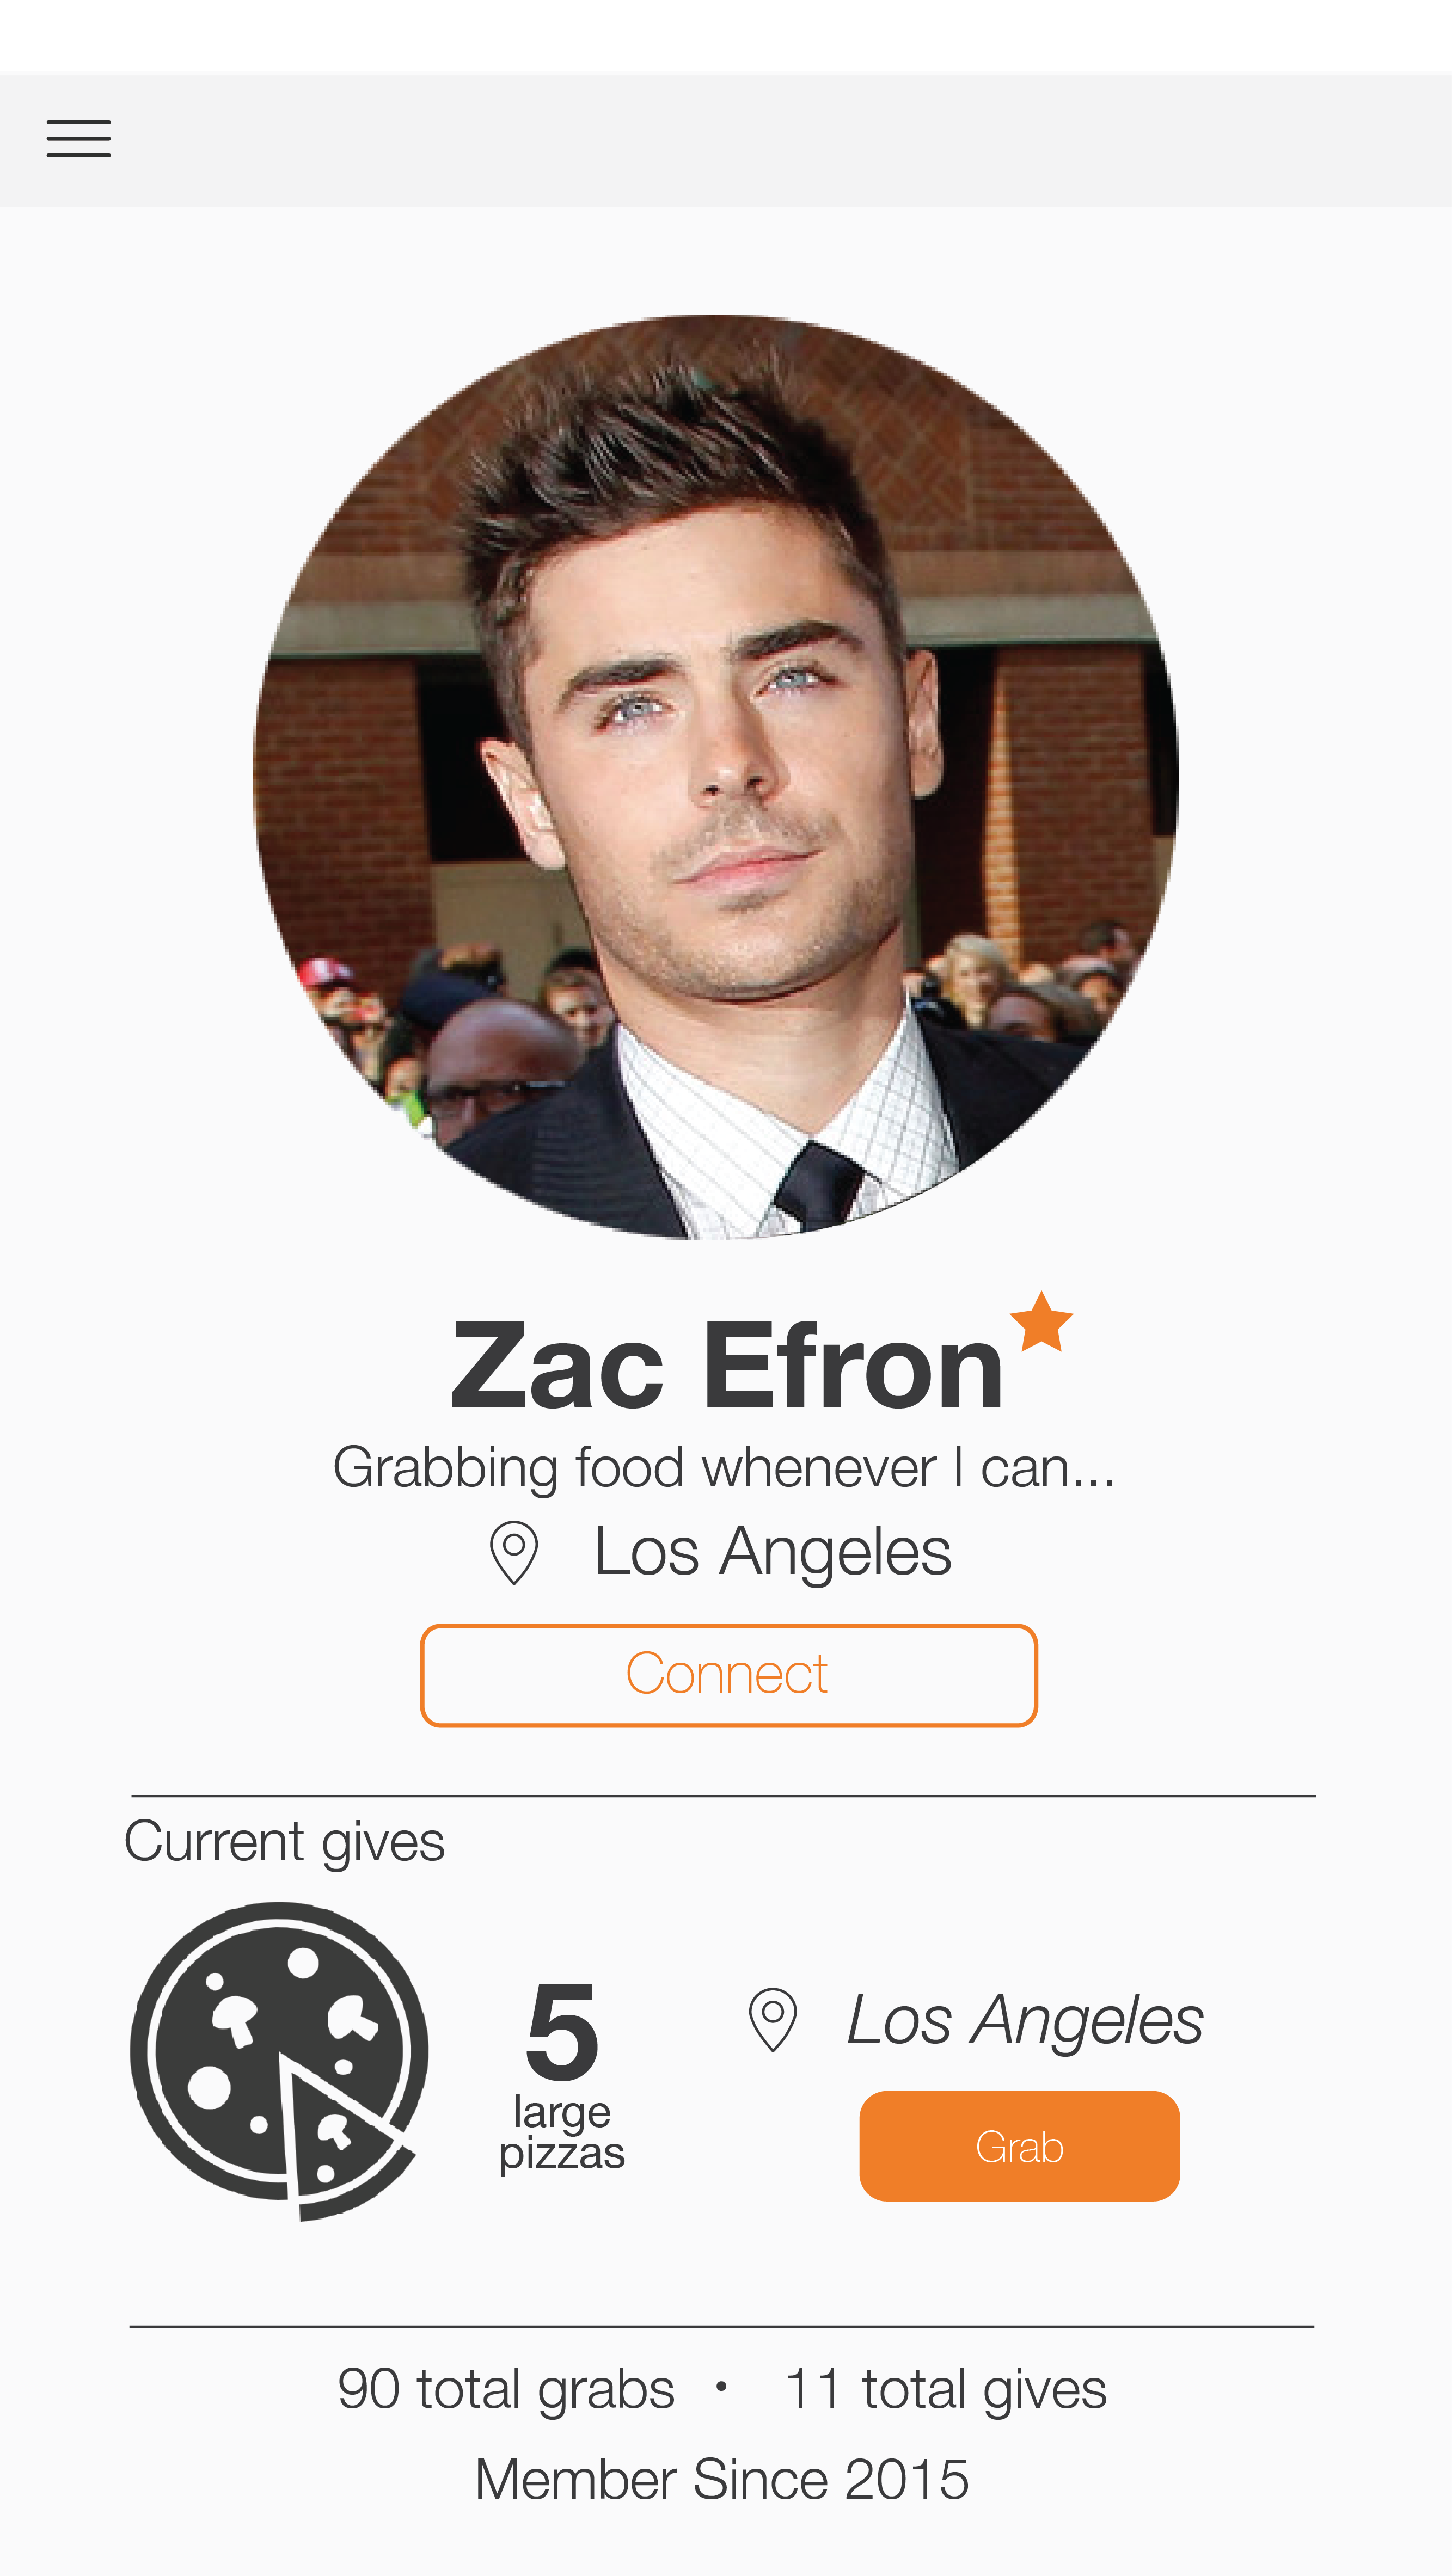 Zac Efron
Grabbing food whenever I can...
Los Angeles
Connect
Current gives
5
large
pizzas
Los Angeles
Grab
90 total grabs • 11 total gives
Member Since 2015